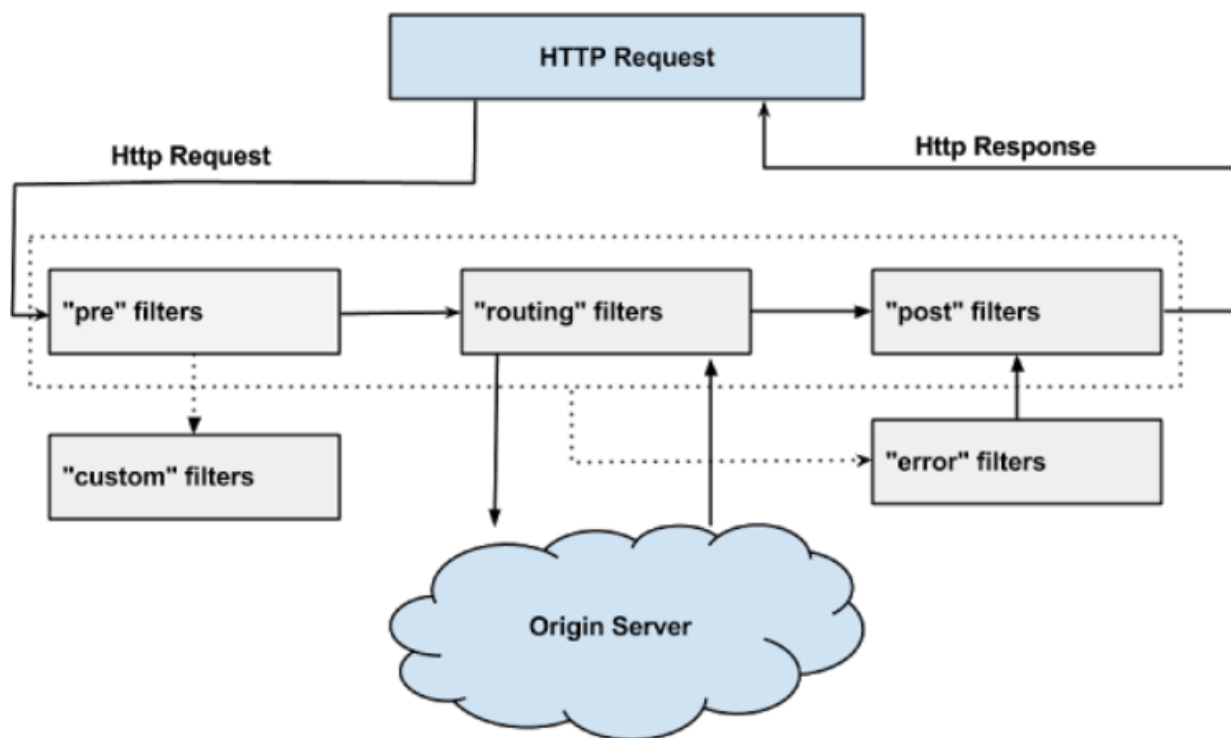 HTTP Request
Http Request
Http Response
"pre" filters
"routing" filters
"post" filters
"custom" filters
"error" filters
Origin Server